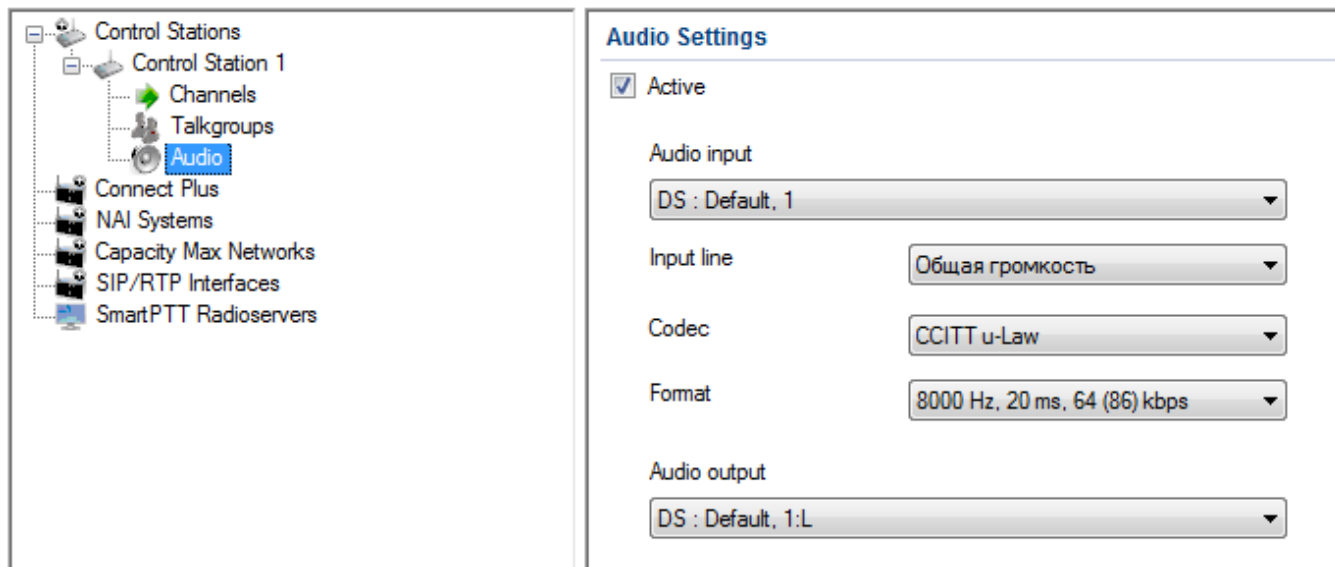 Control Stations
Control Station 1
Channels
Talkgroups
Audio
Connect Plus
NAI Systems
Capacity Max Networks
SIP/RTP Interfaces
SmartPTT Radioservers
Audio Settings
Active
Audio input
DS : Default, 1
Input line
Общая громкость
Codec
CCITT u-Law
Format
8000 Hz, 20 ms, 64 (86) kbps
Audio output
DS : Default, 1:L